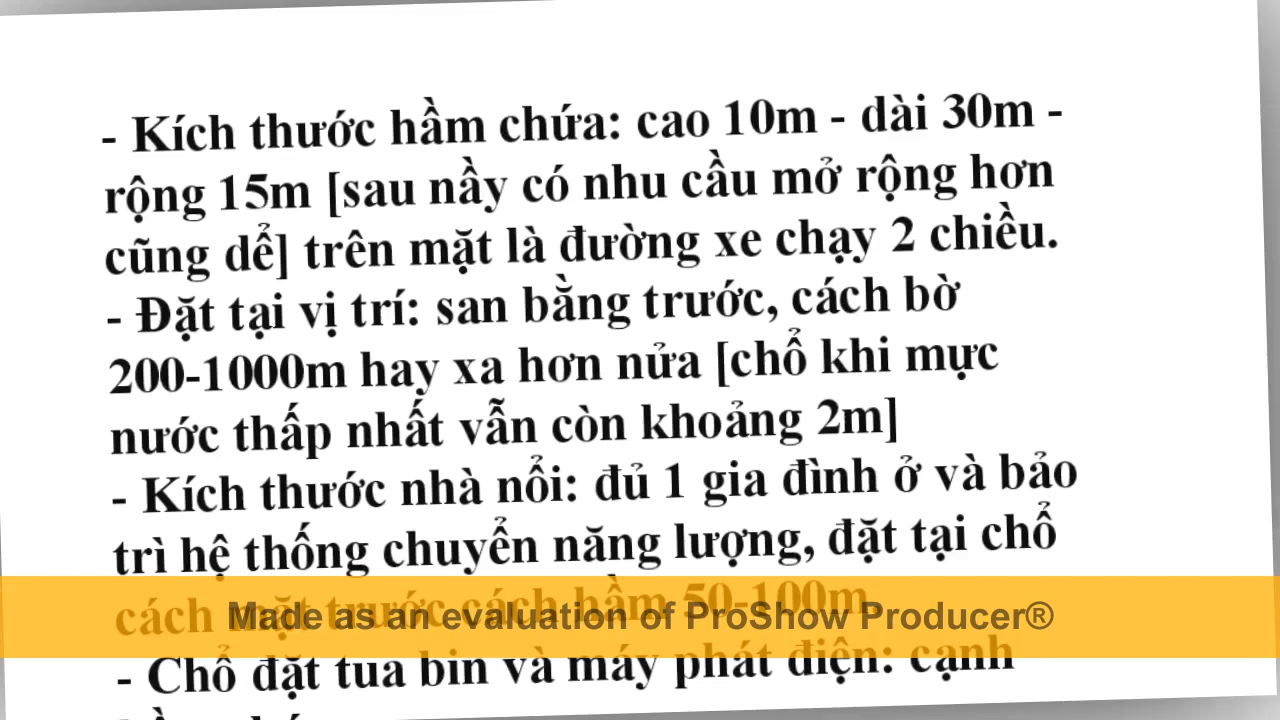 - Kích thước hầm chứa: cao 10m - dài 30m -
rộng 15m [sau nầy có nhu cầu mở rộng hơn
cũng dể] trên mặt là đường xe chạy 2 chiều.
- Đặt tại vị trí: san bằng trước, cách bờ
200-1000m hay xa hơn nửa [chổ khi mực
nước thấp nhất vẫn còn khoảng 2m]
- Kích thước nhà nổi: đủ 1 gia đình ở và bảo
trì hệ thống chuyển năng lượng, đặt tại chổ
cách mặt trước cách hầm 50-100m
Made as an evaluation of ProShow Producer®
- Chổ đặt tua bin và máy phát điện: cạnh